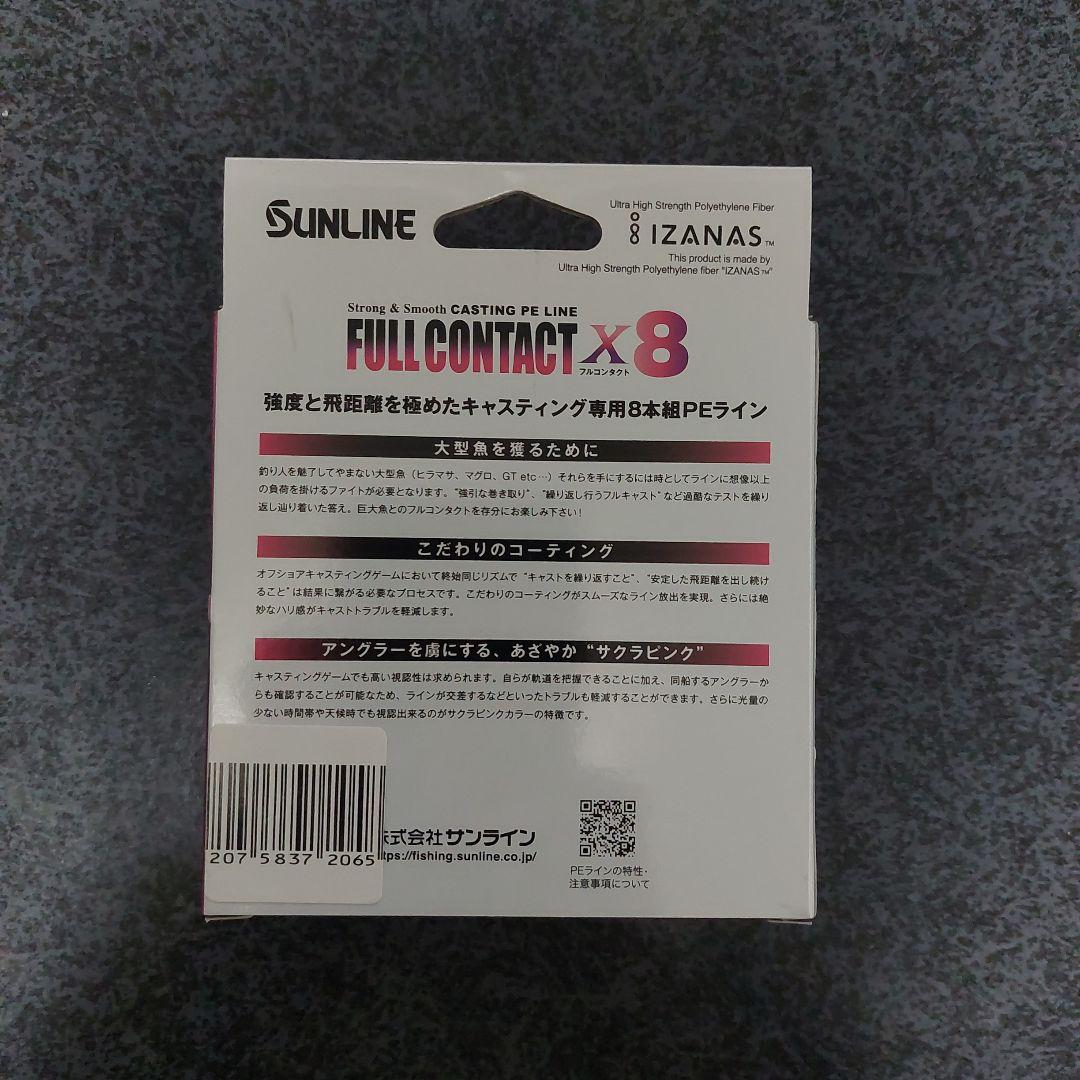 SUNLINE
Ultra High Strength Polyethylene Fiber
IZANAS™
This product is made by
Ultra High Strength Polyethylene fiber "IZANAS™"
Strong & Smooth CASTING PE LINE
FULL CONTACT X8
フルコンタクト
強度と飛距離を極めたキャスティング専用8本組PEライン
大型魚を獲るために
釣り人を魅了してやまない大型魚（ヒラマサ、マグロ、GT etc…）それらを手にするには時としてラインに想像以上
の負荷を掛けるファイトが必要となります。"強引な巻き取り"、"繰り返し行うフルキャスト" など過酷なテストを繰り
返し辿り着いた答え。巨大魚とのフルコンタクトを存分にお楽しみ下さい！
こだわりのコーティング
オフショアキャスティングゲームにおいて終始同じリズムで "キャストを繰り返すこと"、"安定した飛距離を出し続け
ること" は結果に繋がる必要なプロセスです。こだわりのコーティングがスムーズなライン放出を実現。さらには絶
妙なハリ感がキャストトラブルを軽減します。
アングラーを虜にする、あざやか "サクラピンク"
キャスティングゲームでも高い視認性は求められます。自らが軌道を把握できることに加え、同船するアングラーか
らも確認することが可能なため、ラインが交差するなどといったトラブルも軽減することができます。さらに光量の
少ない時間帯や天候時でも視認出来るのがサクラピンクカラーの特徴です。
207 5837 2065
式会社サンライン
ttps://fishing.sunline.co.jp/
PEラインの特性・
注意事項について